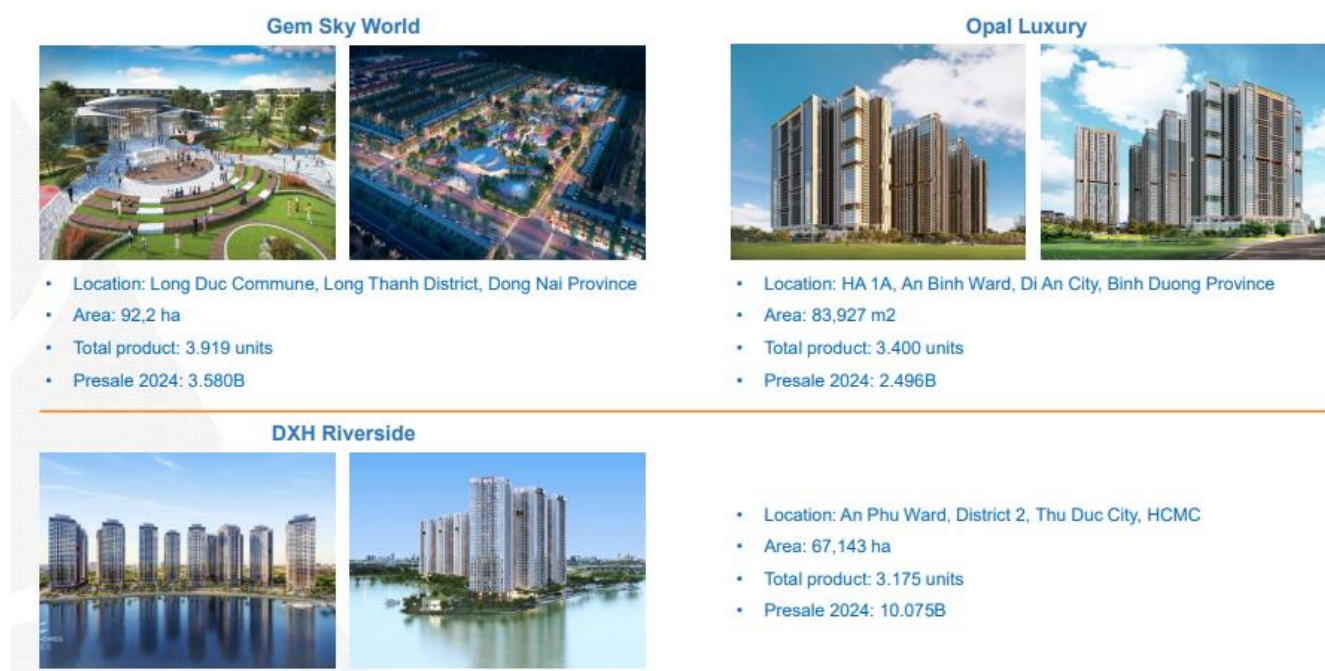 Gem Sky World
• Location: Long Duc Commune, Long Thanh District, Dong Nai Province
• Area: 92,2 ha
• Total product: 3.919 units
• Presale 2024: 3.580B
Opal Luxury
• Location: HA 1A, An Binh Ward, Di An City, Binh Duong Province
• Area: 83,927 m2
• Total product: 3.400 units
• Presale 2024: 2.496B
DXH Riverside
• Location: An Phu Ward, District 2, Thu Duc City, HCMC
• Area: 67,143 ha
• Total product: 3.175 units
• Presale 2024: 10.075B